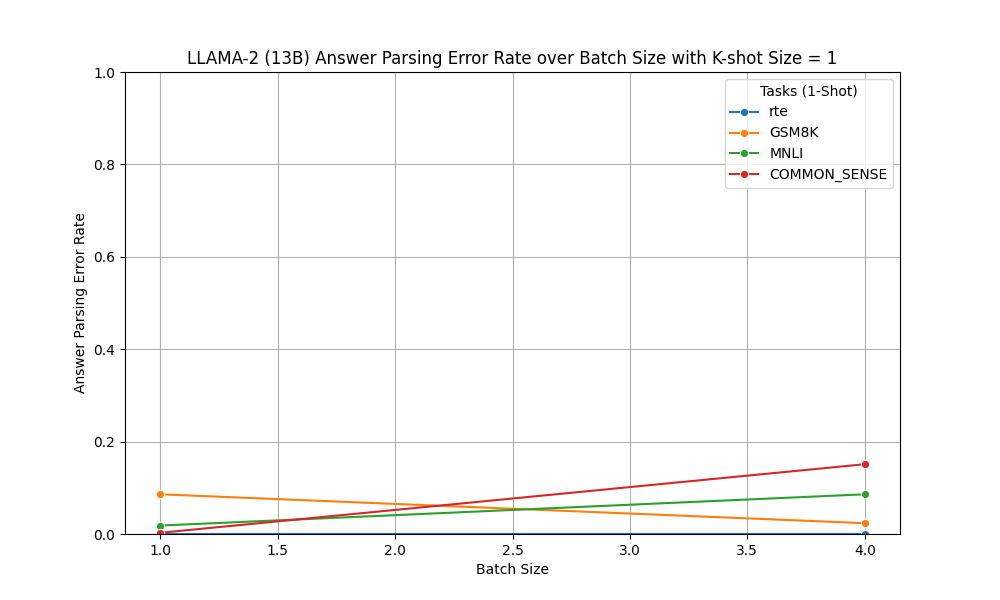 LLAMA-2 (13B) Answer Parsing Error Rate over Batch Size with K-shot Size = 1
Tasks (1-Shot)
rte
GSM8K
MNLI
COMMON_SENSE
Answer Parsing Error Rate
1.0
0.8
0.6
0.4
0.2
0.0
1.0 1.5 2.0 2.5 3.0 3.5 4.0
Batch Size